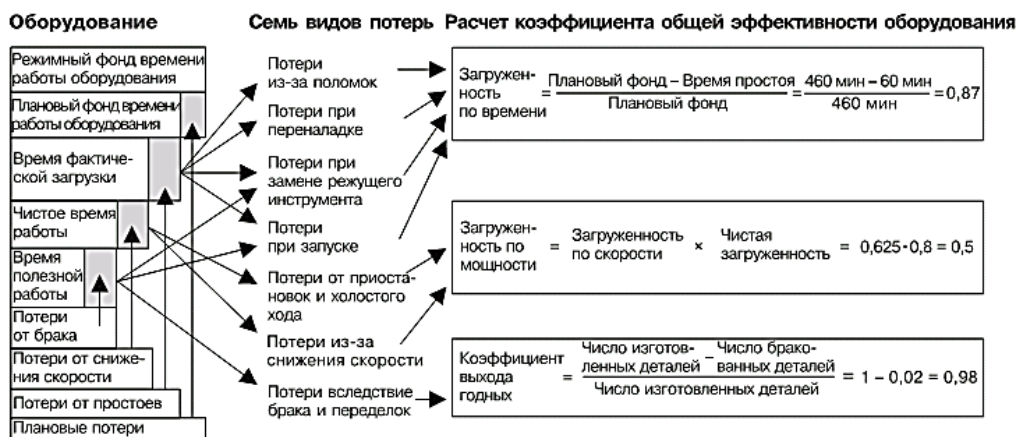 Оборудование
Семь видов потерь
Расчет коэффициента общей эффективности оборудования
Режимный фонд времени
работы оборудования
Плановый фонд времени
работы оборудования
Время фактиче-
ской загрузки
Чистое время
работы
Время
полезной
работы
Потери
от брака
Потери от сниже-
ния скорости
Потери от простоев
Плановые потери
Потери
из-за поломок
Потери при
переналадке
Потери при
замене режущего
инструмента
Потери
при запуске
Потери от приоста-
новок и холостого
хода
Потери из-за
снижения скорости
Потери вследствие
брака и переделок
Загружен-
ность
по времени
= Плановый фонд – Время простоя
Плановый фонд
= 460 мин – 60 мин
460 мин
= 0,87
Загружен-
ность по
мощности
= Загруженность
по скорости
× Чистая
загруженность
= 0,625·0,8 = 0,5
Коэффициент
выхода
годных
= Число изготов-
ленных деталей
– Число брако-
ванных деталей
Число изготовленных деталей
= 1 – 0,02 = 0,98